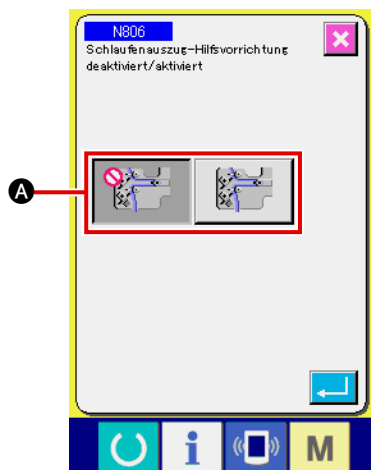 N806
Schlaufenauszug-Hilfsvorrichtung
deaktiviert/aktiviert
A
i
M